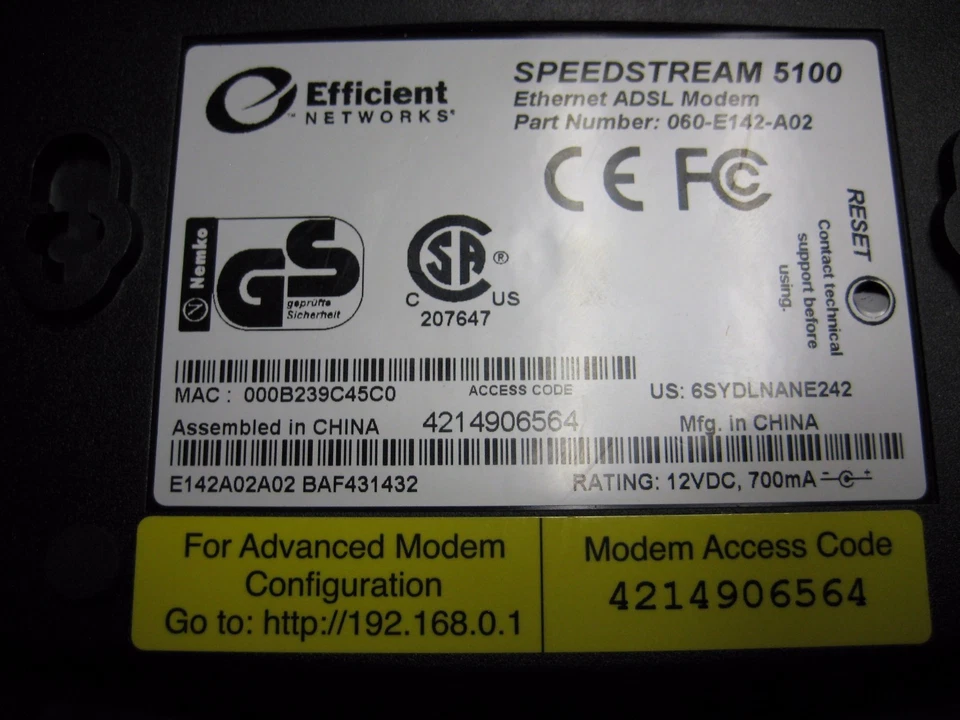 Efficient
NETWORKS
SPEEDSTREAM 5100
Ethernet ADSL Modem
Part Number: 060-E142-A02
CE FC
Nemko
GS
geprüfte
Sicherheit
CSA ®
C US
207647
RESET
Contact technical
support before
using.
MAC : 000B239C45C0
ACCESS CODE
US: 6SYDLNANE242
Assembled in CHINA
4214906564
Mfg. in CHINA
E142A02A02 BAF431432
RATING: 12VDC, 700mA
For Advanced Modem
Configuration
Go to: http://192.168.0.1
Modem Access Code
4214906564